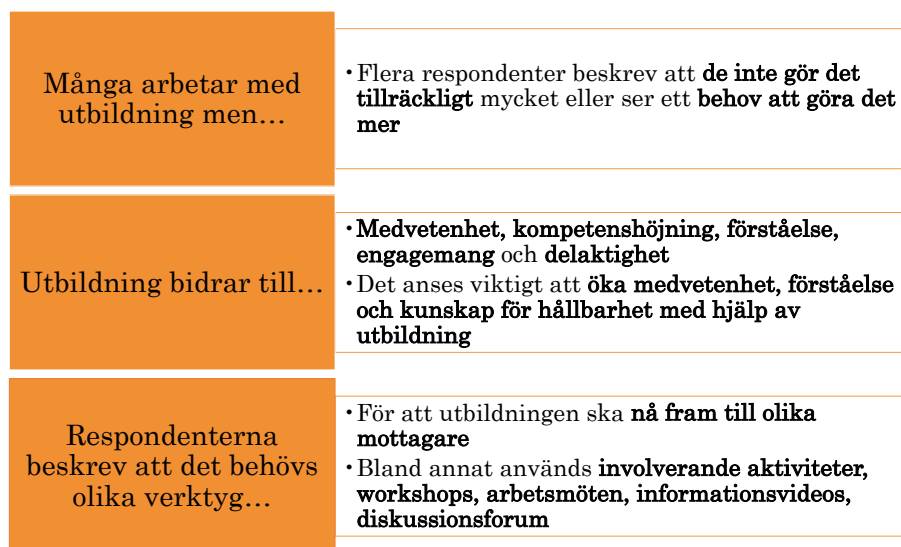 Många arbetar med
utbildning men…
•Flera respondenter beskrev att de inte gör det
tillräckligt mycket eller ser ett behov att göra det
mer
Utbildning bidrar till…
•Medvetenhet, kompetenshöjning, förståelse,
engagemang och delaktighet
•Det anses viktigt att öka medvetenhet, förståelse
och kunskap för hållbarhet med hjälp av
utbildning
Respondenterna
beskrev att det behövs
olika verktyg…
•För att utbildningen ska nå fram till olika
mottagare
•Bland annat används involverande aktiviteter,
workshops, arbetsmöten, informationsvideos,
diskussionsforum